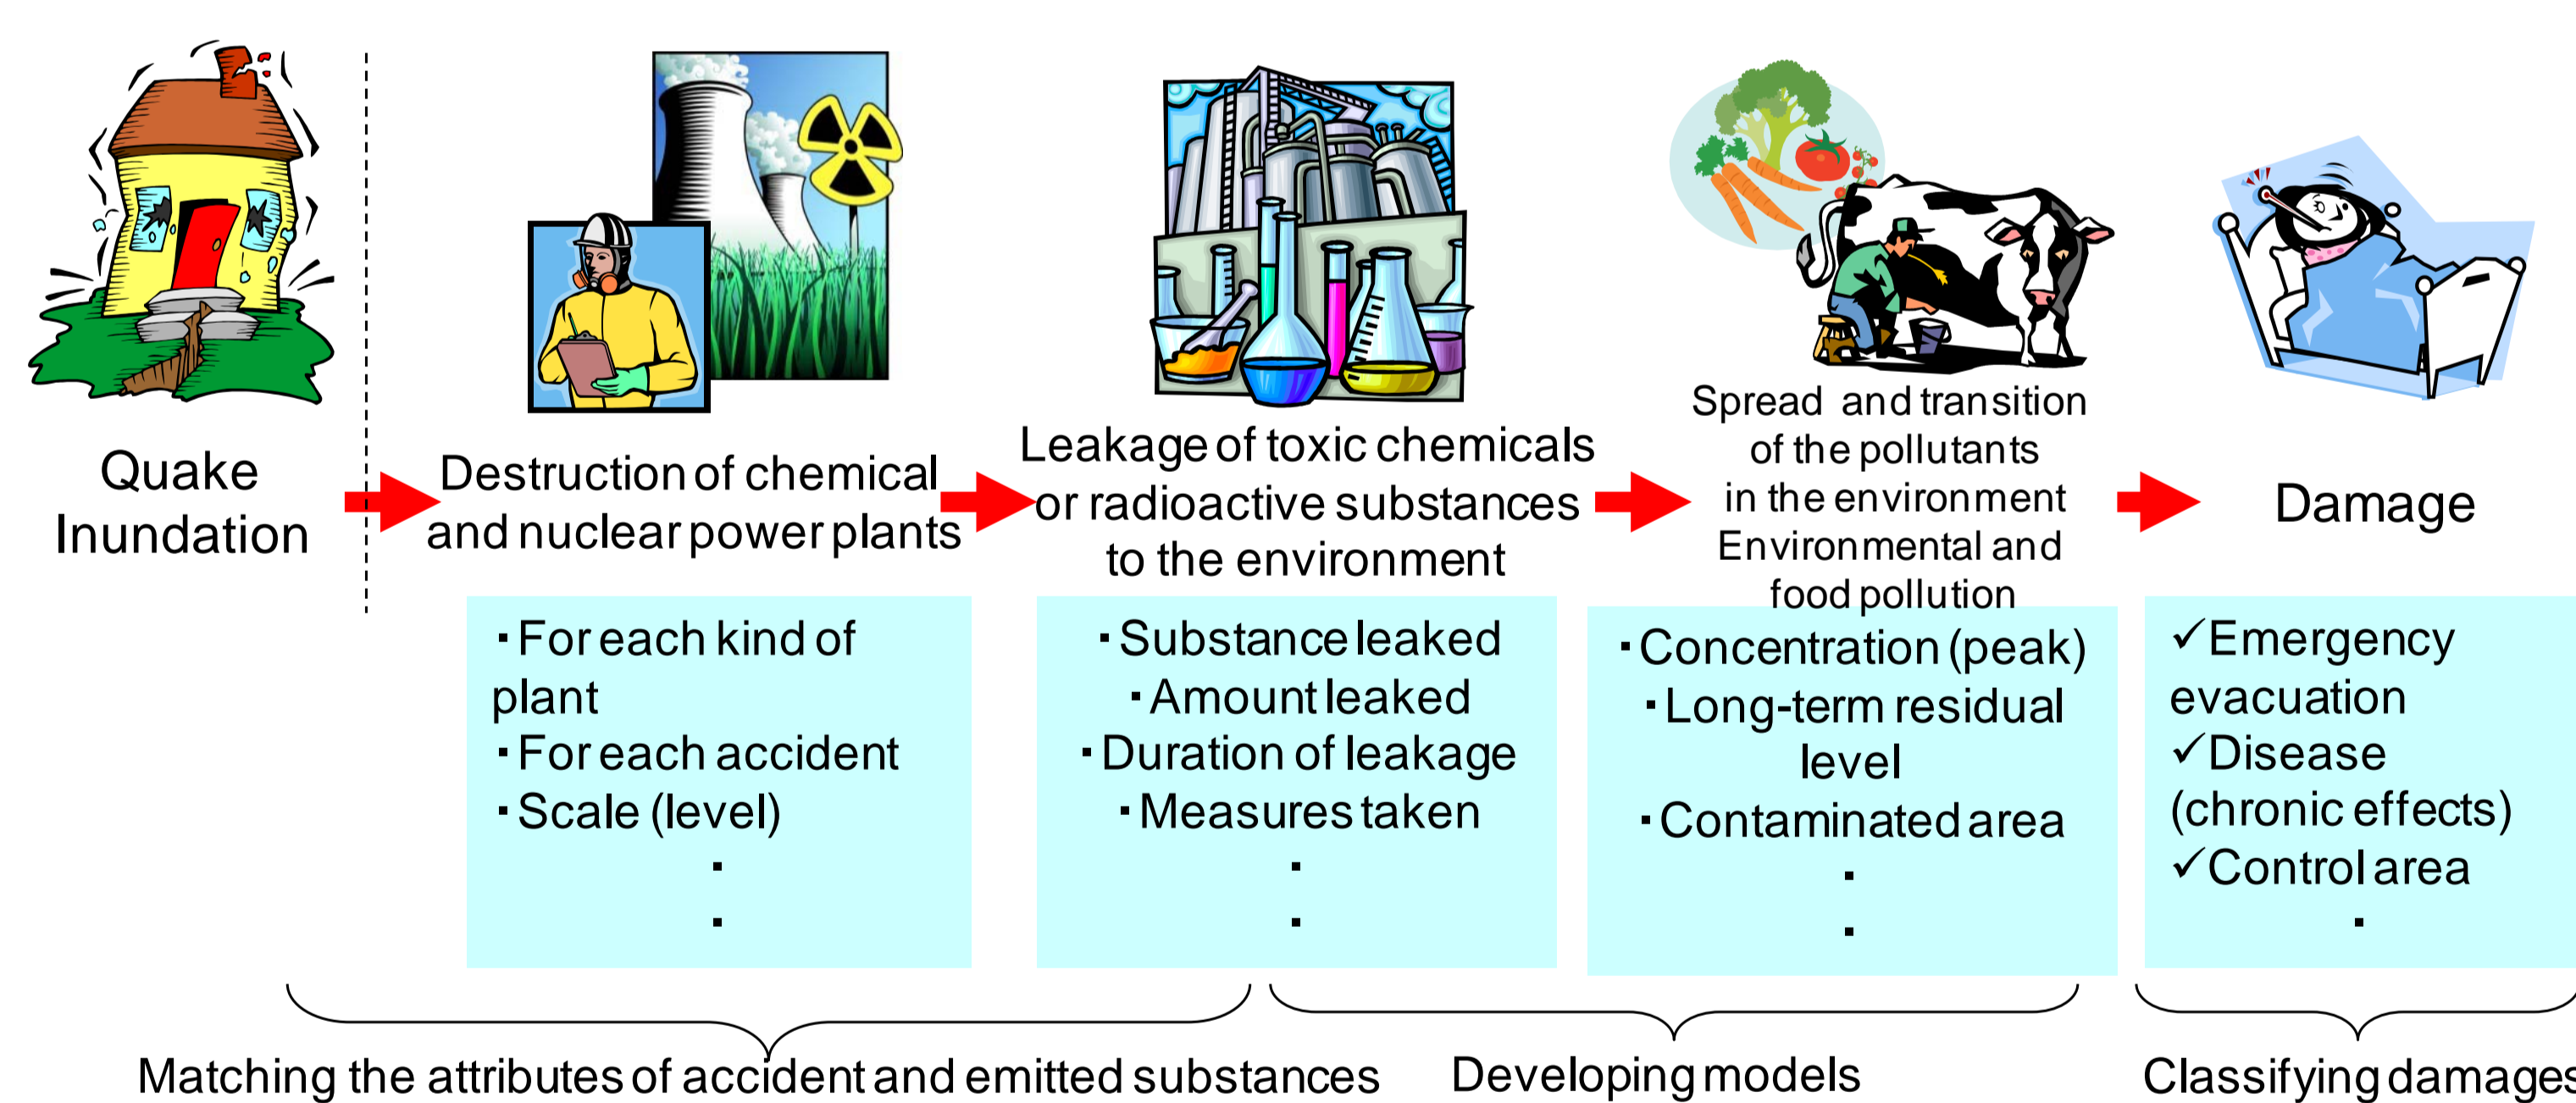 Quake
Inundation
Destruction of chemical
and nuclear power plants
Leakage of toxic chemicals
or radioactive substances
to the environment
Spread and transition
of the pollutants
in the environment
Environmental and
food pollution
Damage
・For each kind of
plant
・For each accident
・Scale (level)
・
・
・Substance leaked
・Amount leaked
・Duration of leakage
・Measures taken
・
・
・Concentration (peak)
・Long-term residual
level
・Contaminated area
・
・
✓Emergency
evacuation
✓Disease
(chronic effects)
✓Control area
・
Matching the attributes of accident and emitted substances
Developing models
Classifying damages